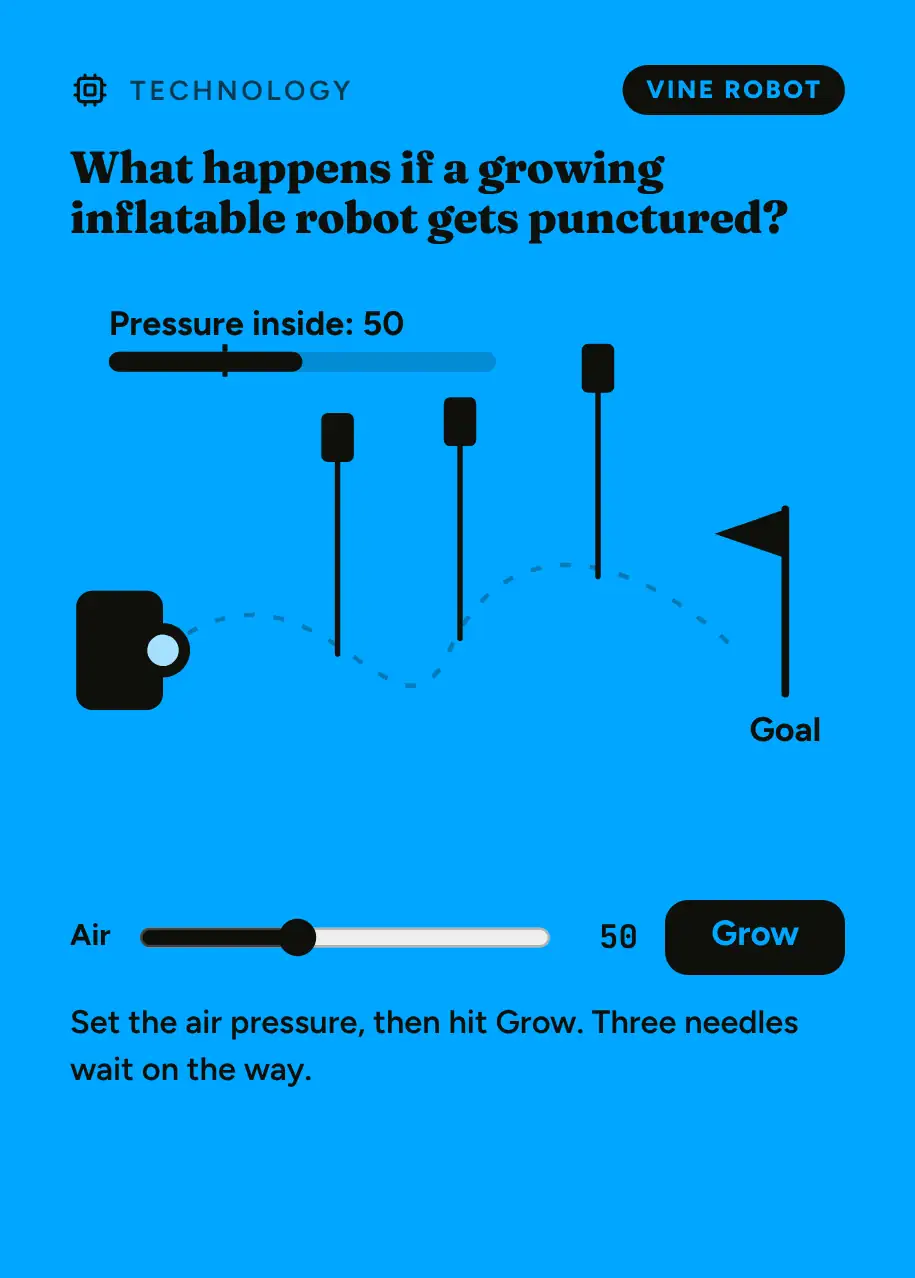 TECHNOLOGY
VINE ROBOT
What happens if a growing
inflatable robot gets punctured?
Pressure inside: 50
Goal
Air
50
Grow
Set the air pressure, then hit Grow. Three needles
wait on the way.